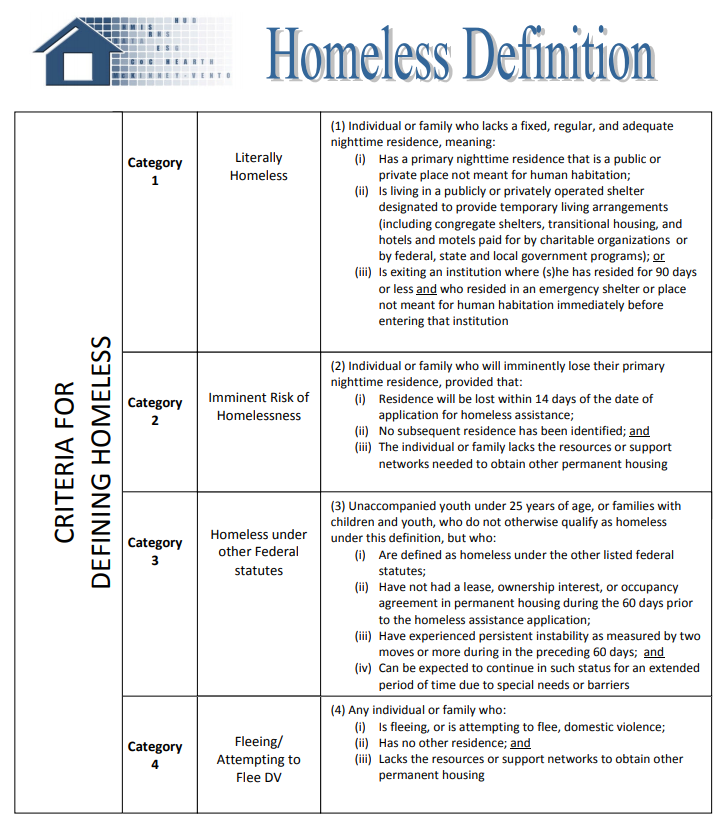 HUD
HMIS
RHS
ESG
CoC HEARTH
McKINNEY-VENTO
Homeless Definition
CRITERIA FOR
DEFINING HOMELESS
Category
1
Literally
Homeless
(1) Individual or family who lacks a fixed, regular, and adequate
nighttime residence, meaning:
(i) Has a primary nighttime residence that is a public or
private place not meant for human habitation;
(ii) Is living in a publicly or privately operated shelter
designated to provide temporary living arrangements
(including congregate shelters, transitional housing, and
hotels and motels paid for by charitable organizations or
by federal, state and local government programs); or
(iii) Is exiting an institution where (s)he has resided for 90 days
or less and who resided in an emergency shelter or place
not meant for human habitation immediately before
entering that institution
Category
2
Imminent Risk of
Homelessness
(2) Individual or family who will imminently lose their primary
nighttime residence, provided that:
(i) Residence will be lost within 14 days of the date of
application for homeless assistance;
(ii) No subsequent residence has been identified; and
(iii) The individual or family lacks the resources or support
networks needed to obtain other permanent housing
Category
3
Homeless under
other Federal
statutes
(3) Unaccompanied youth under 25 years of age, or families with
children and youth, who do not otherwise qualify as homeless
under this definition, but who:
(i) Are defined as homeless under the other listed federal
statutes;
(ii) Have not had a lease, ownership interest, or occupancy
agreement in permanent housing during the 60 days prior
to the homeless assistance application;
(iii) Have experienced persistent instability as measured by two
moves or more during in the preceding 60 days; and
(iv) Can be expected to continue in such status for an extended
period of time due to special needs or barriers
Category
4
Fleeing/
Attempting to
Flee DV
(4) Any individual or family who:
(i) Is fleeing, or is attempting to flee, domestic violence;
(ii) Has no other residence; and
(iii) Lacks the resources or support networks to obtain other
permanent housing